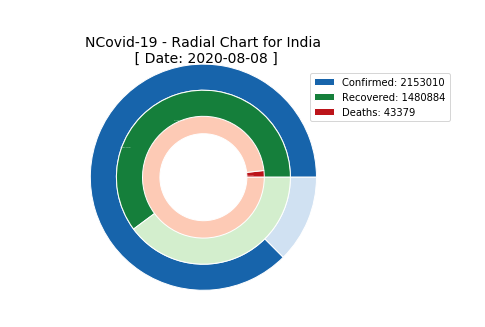 NCovid-19 - Radial Chart for India
[ Date: 2020-08-08 ]
Confirmed: 2153010
Recovered: 1480884
Deaths: 43379